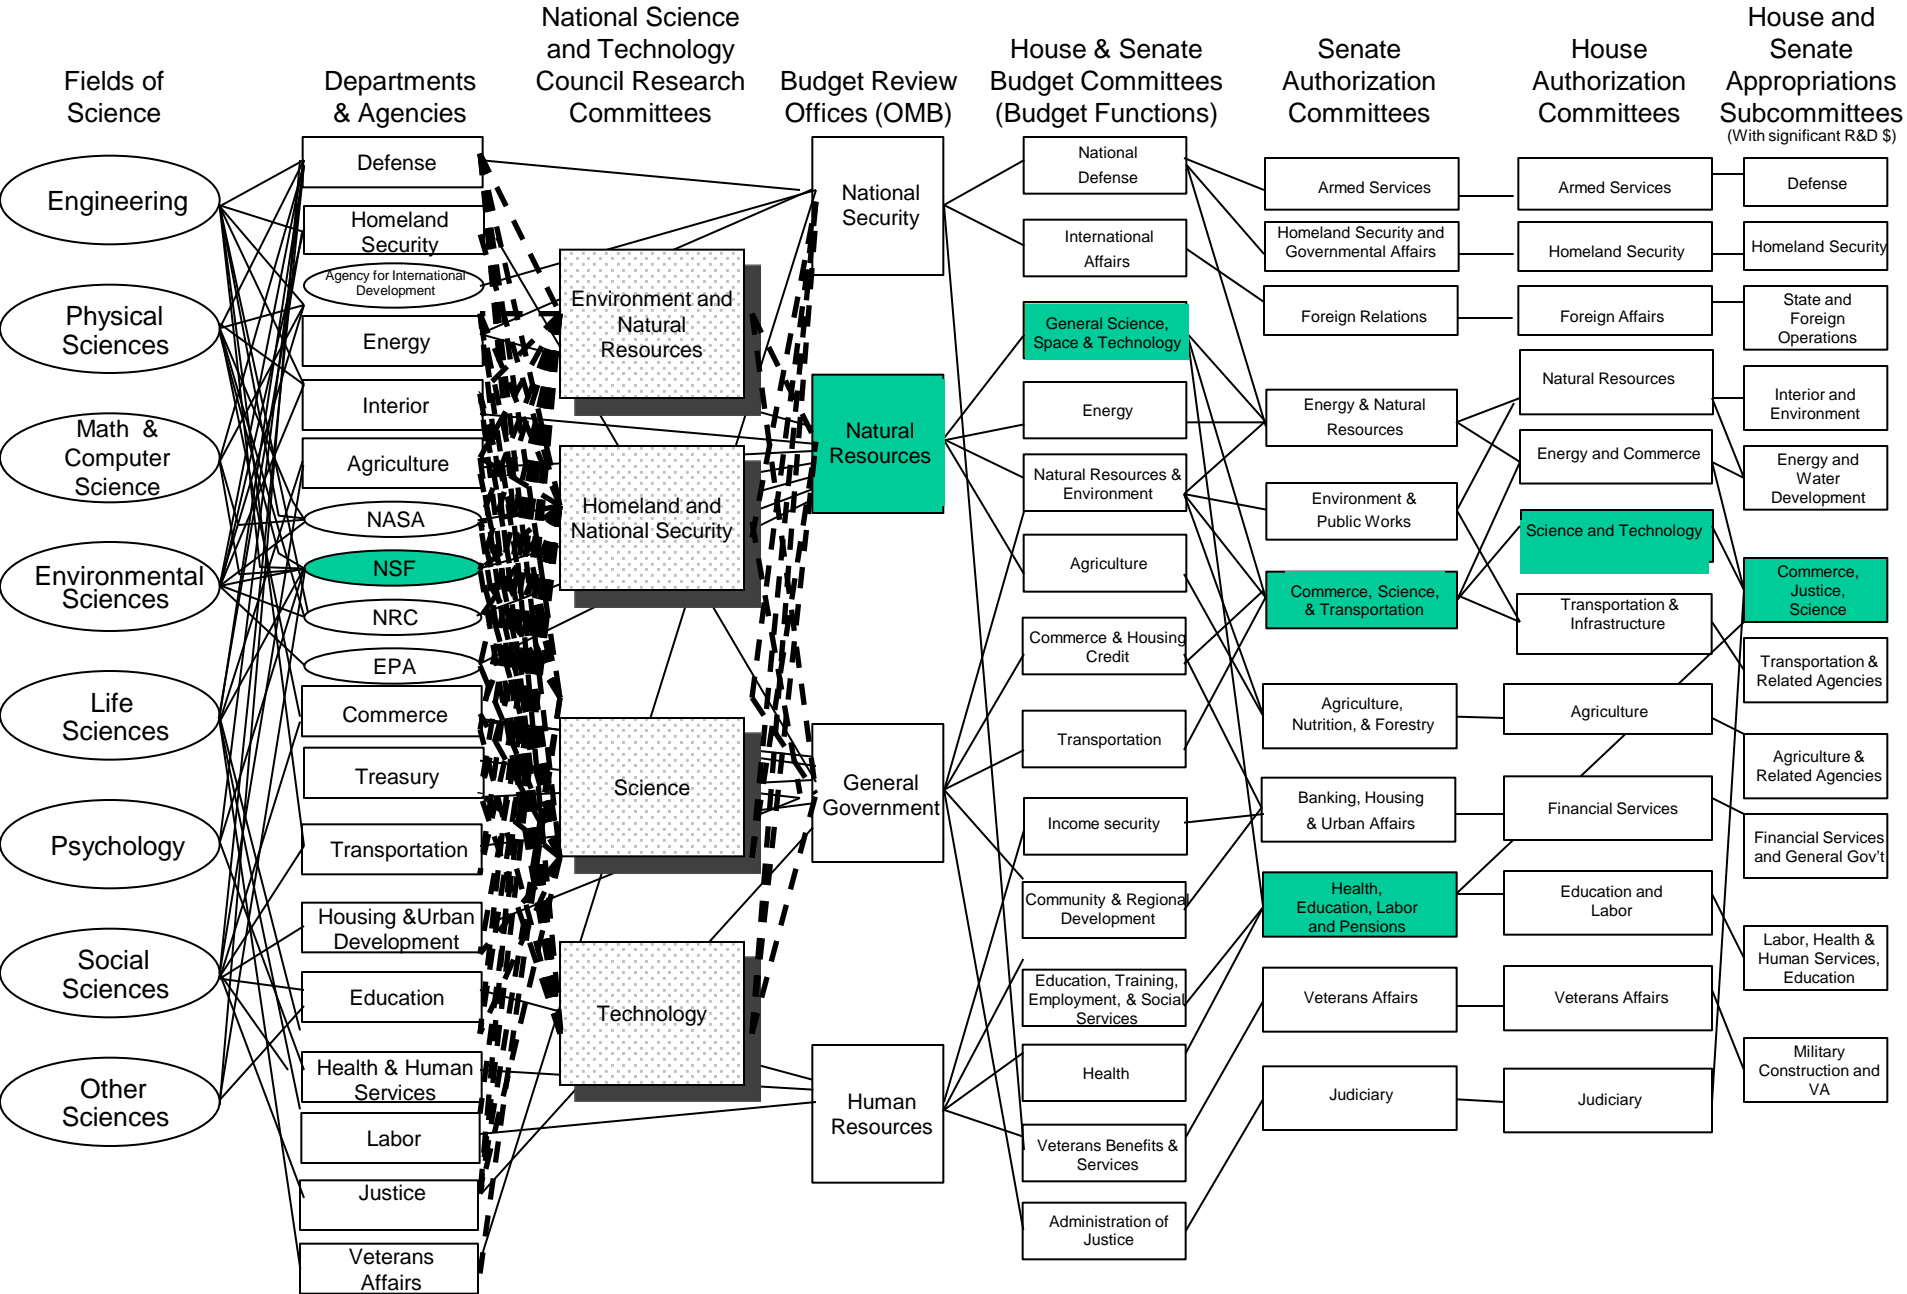 Fields of
Science
Departments
& Agencies
National Science
and Technology
Council Research
Committees
Budget Review
Offices (OMB)
House & Senate
Budget Committees
(Budget Functions)
Senate
Authorization
Committees
House
Authorization
Committees
House and
Senate
Appropriations
Subcommittees
(With significant R&D $)
Engineering
Physical
Sciences
Math &
Computer
Science
Environmental
Sciences
Life
Sciences
Psychology
Social
Sciences
Other
Sciences
Defense
Homeland
Security
Agency for International
Development
Energy
Interior
Agriculture
NASA
NSF
NRC
EPA
Commerce
Treasury
Transportation
Housing &Urban
Development
Education
Health & Human
Services
Labor
Justice
Veterans
Affairs
Environment and
Natural
Resources
Homeland and
National Security
Science
Technology
National
Security
Natural
Resources
General
Government
Human
Resources
National
Defense
International
Affairs
General Science,
Space & Technology
Energy
Natural Resources &
Environment
Agriculture
Commerce & Housing
Credit
Transportation
Income security
Community & Regional
Development
Education, Training,
Employment, & Social
Services
Health
Veterans Benefits &
Services
Administration of
Justice
Armed Services
Homeland Security and
Governmental Affairs
Foreign Relations
Energy & Natural
Resources
Environment &
Public Works
Commerce, Science,
& Transportation
Agriculture,
Nutrition, & Forestry
Banking, Housing
& Urban Affairs
Health,
Education, Labor
and Pensions
Veterans Affairs
Judiciary
Armed Services
Homeland Security
Foreign Affairs
Natural Resources
Energy and Commerce
Science and Technology
Transportation &
Infrastructure
Agriculture
Financial Services
Education and
Labor
Veterans Affairs
Judiciary
Defense
Homeland Security
State and
Foreign
Operations
Interior and
Environment
Energy and
Water
Development
Commerce,
Justice,
Science
Transportation &
Related Agencies
Agriculture &
Related Agencies
Financial Services
and General Gov't
Labor, Health &
Human Services,
Education
Military
Construction and
VA